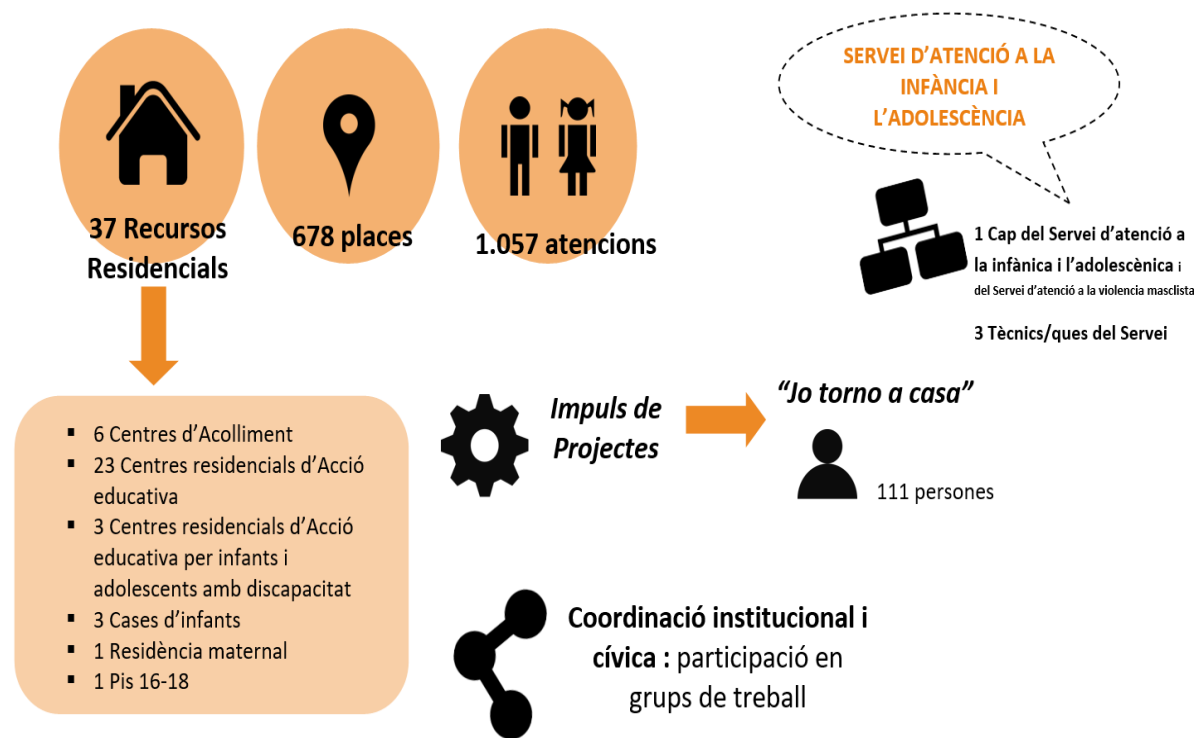 37 Recursos
Residencials
678 places
1.057 atencions
SERVEI D'ATENCIÓ A LA
INFÀNCIA I
L'ADOLESCÈNCIA
1 Cap del Servei d'atenció a
la infànica i l'adolescènica i
del Servei d'atenció a la violencia masclista
3 Tècnics/ques del Servei
▪ 6 Centres d'Acolliment
▪ 23 Centres residencials d'Acció
educativa
▪ 3 Centres residencials d'Acció
educativa per infants i
adolescents amb discapacitat
▪ 3 Cases d'infants
▪ 1 Residència maternal
▪ 1 Pis 16-18
Impuls de
Projectes
“Jo torno a casa”
111 persones
Coordinació institucional i
cívica : participació en
grups de treball